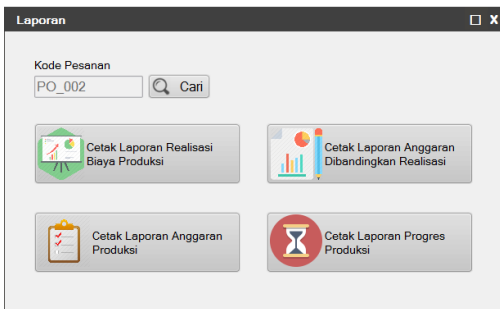 Laporan
X
Kode Pesanan
PO_002
Cari
Cetak Laporan Realisasi
Biaya Produksi
Cetak Laporan Anggaran
Dibandingkan Realisasi
Cetak Laporan Anggaran
Produksi
Cetak Laporan Progres
Produksi